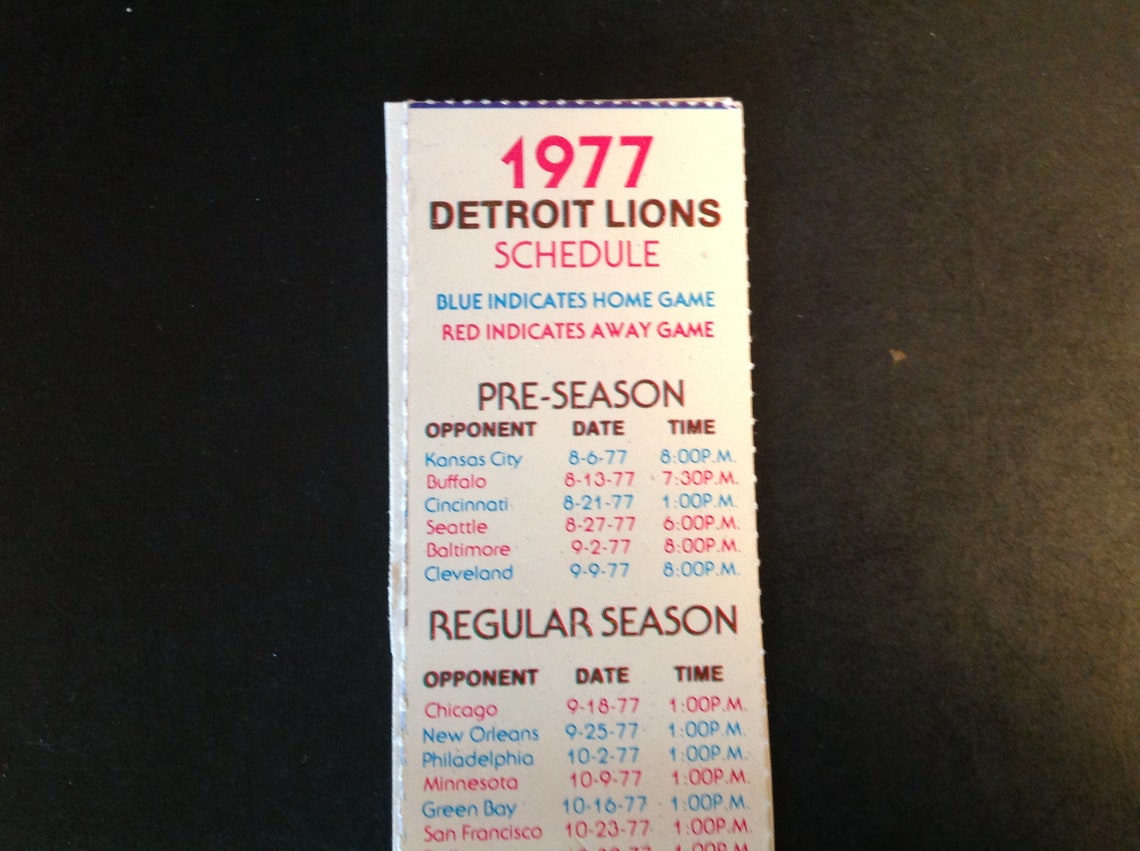 1977
DETROIT LIONS
SCHEDULE
BLUE INDICATES HOME GAME
RED INDICATES AWAY GAME
PRE-SEASON
OPPONENT DATE TIME
Kansas City 8-6-77 8:00P.M.
Buffalo 8-13-77 7:30P.M.
Cincinnati 8-21-77 1:00P.M.
Seattle 8-27-77 6:00P.M.
Baltimore 9-2-77 8:00P.M.
Cleveland 9-9-77 8:00P.M.
REGULAR SEASON
OPPONENT DATE TIME
Chicago 9-18-77 1:00P.M.
New Orleans 9-25-77 1:00P.M.
Philadelphia 10-2-77 1:00P.M.
Minnesota 10-9-77 1:00P.M.
Green Bay 10-16-77 1:00P.M.
San Francisco 10-23-77 1:00P.M.